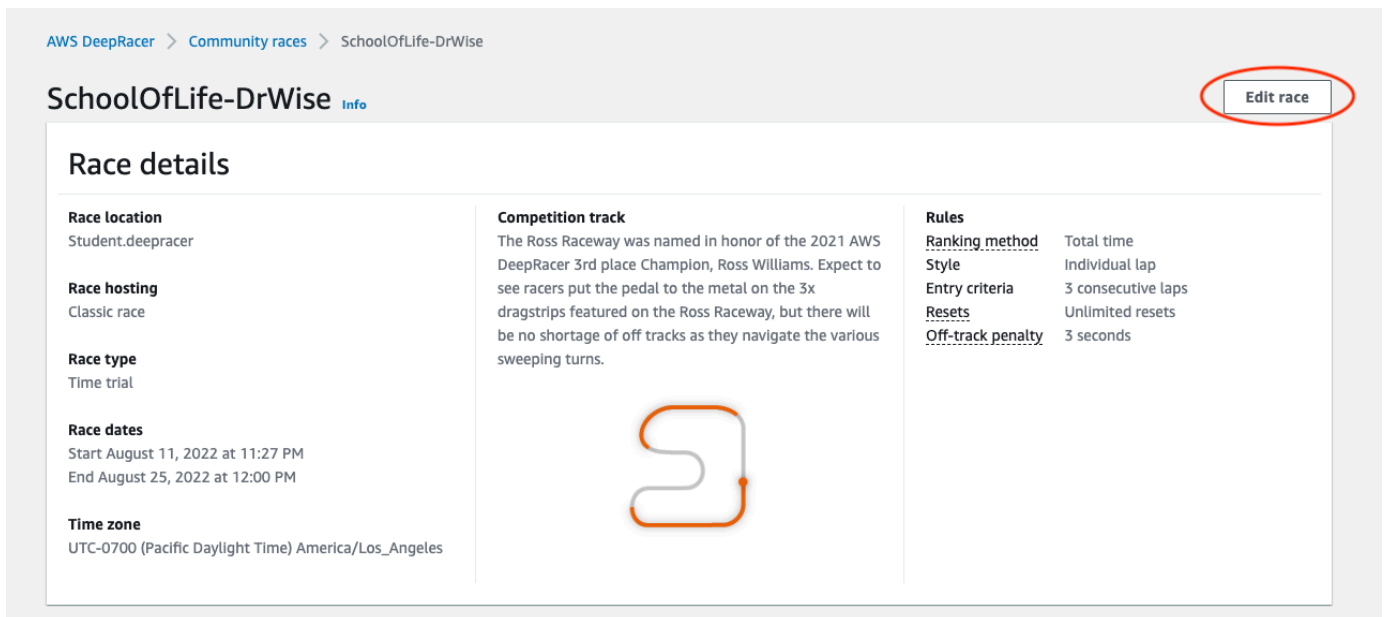 AWS DeepRacer > Community races > SchoolOfLife-DrWise
SchoolOfLife-DrWise Info
Edit race
Race details
Race location
Student.deepracer
Race hosting
Classic race
Race type
Time trial
Race dates
Start August 11, 2022 at 11:27 PM
End August 25, 2022 at 12:00 PM
Time zone
UTC-0700 (Pacific Daylight Time) America/Los_Angeles
Competition track
The Ross Raceway was named in honor of the 2021 AWS
DeepRacer 3rd place Champion, Ross Williams. Expect to
see racers put the pedal to the metal on the 3x
dragstrips featured on the Ross Raceway, but there will
be no shortage of off tracks as they navigate the various
sweeping turns.
Rules
Ranking method Total time
Style Individual lap
Entry criteria 3 consecutive laps
Resets Unlimited resets
Off-track penalty 3 seconds